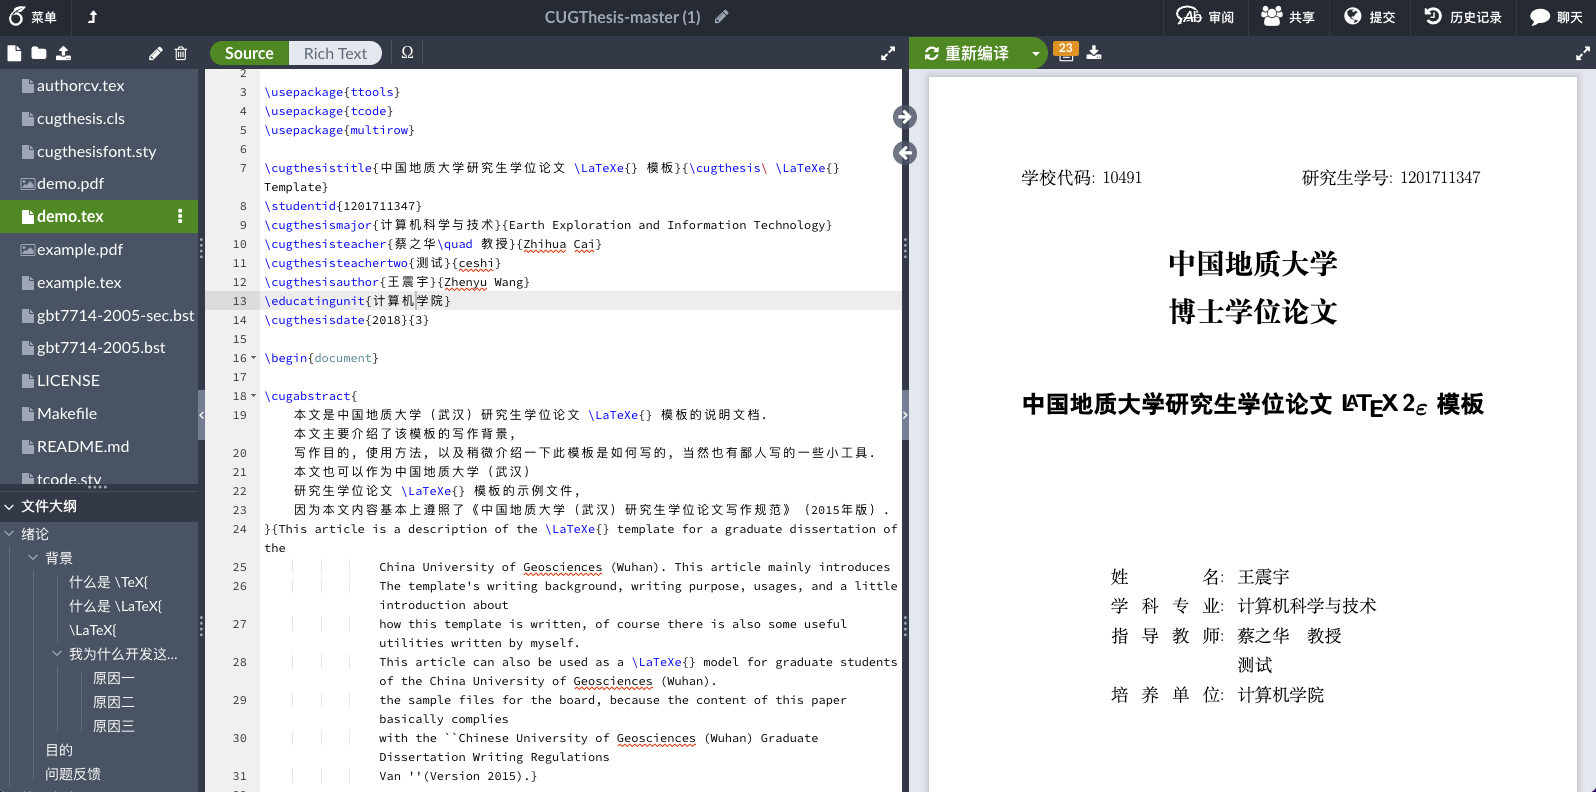 菜单
CUGThesis-master (1)
审阅
共享
提交
历史记录
聊天
Source
Rich Text
Ω
重新编译
23
authorcv.tex
cugthesis.cls
cugthesisfont.sty
demo.pdf
demo.tex
example.pdf
example.tex
gbt7714-2005-sec.bst
gbt7714-2005.bst
LICENSE
Makefile
README.md
tcode.sty
文件大纲
绪论
背景
什么是 \TeX{
什么是 \LaTeX{
\LaTeX{
我为什么开发这...
原因一
原因二
原因三
目的
问题反馈
2
3 \usepackage{ttools}
4 \usepackage{tcode}
5 \usepackage{multirow}
6
7 \cugthesistitle{中国地质大学研究生学位论文 \LaTeXe{} 模板}{\cugthesis\ \LaTeXe{}
Template}
8 \studentid{1201711347}
9 \cugthesismajor{计算机科学与技术}{Earth Exploration and Information Technology}
10 \cugthesisteacher{蔡之华\quad 教授}{Zhihua Cai}
11 \cugthesisteachertwo{测试}{ceshi}
12 \cugthesisauthor{王震宇}{Zhenyu Wang}
13 \educatingunit{计算机学院}
14 \cugthesisdate{2018}{3}
15
16 \begin{document}
17
18 \cugabstract{
19 本文是中国地质大学（武汉）研究生学位论文 \LaTeXe{} 模板的说明文档.
本文主要介绍了该模板的写作背景,
20 写作目的, 使用方法, 以及稍微介绍一下此模板是如何写的, 当然也有鄙人写的一些小工具.
21 本文也可以作为中国地质大学（武汉）
22 研究生学位论文 \LaTeXe{} 模板的示例文件,
23 因为本文内容基本上遵照了《中国地质大学（武汉）研究生学位论文写作规范》（2015年版）.
24 }{This article is a description of the \LaTeXe{} template for a graduate dissertation of
the
25 China University of Geosciences (Wuhan). This article mainly introduces
26 The template's writing background, writing purpose, usages, and a little
introduction about
27 how this template is written, of course there is also some useful
utilities written by myself.
28 This article can also be used as a \LaTeXe{} model for graduate students
of the China University of Geosciences (Wuhan).
29 the sample files for the board, because the content of this paper
basically complies
30 with the ``Chinese University of Geosciences (Wuhan) Graduate
Dissertation Writing Regulations
31 Van ''(Version 2015).}
学校代码: 10491 研究生学号: 1201711347
中国地质大学
博士学位论文
中国地质大学研究生学位论文 LATEX 2ε 模板
姓 名: 王震宇
学 科 专 业: 计算机科学与技术
指 导 教 师: 蔡之华 教授
测试
培 养 单 位: 计算机学院